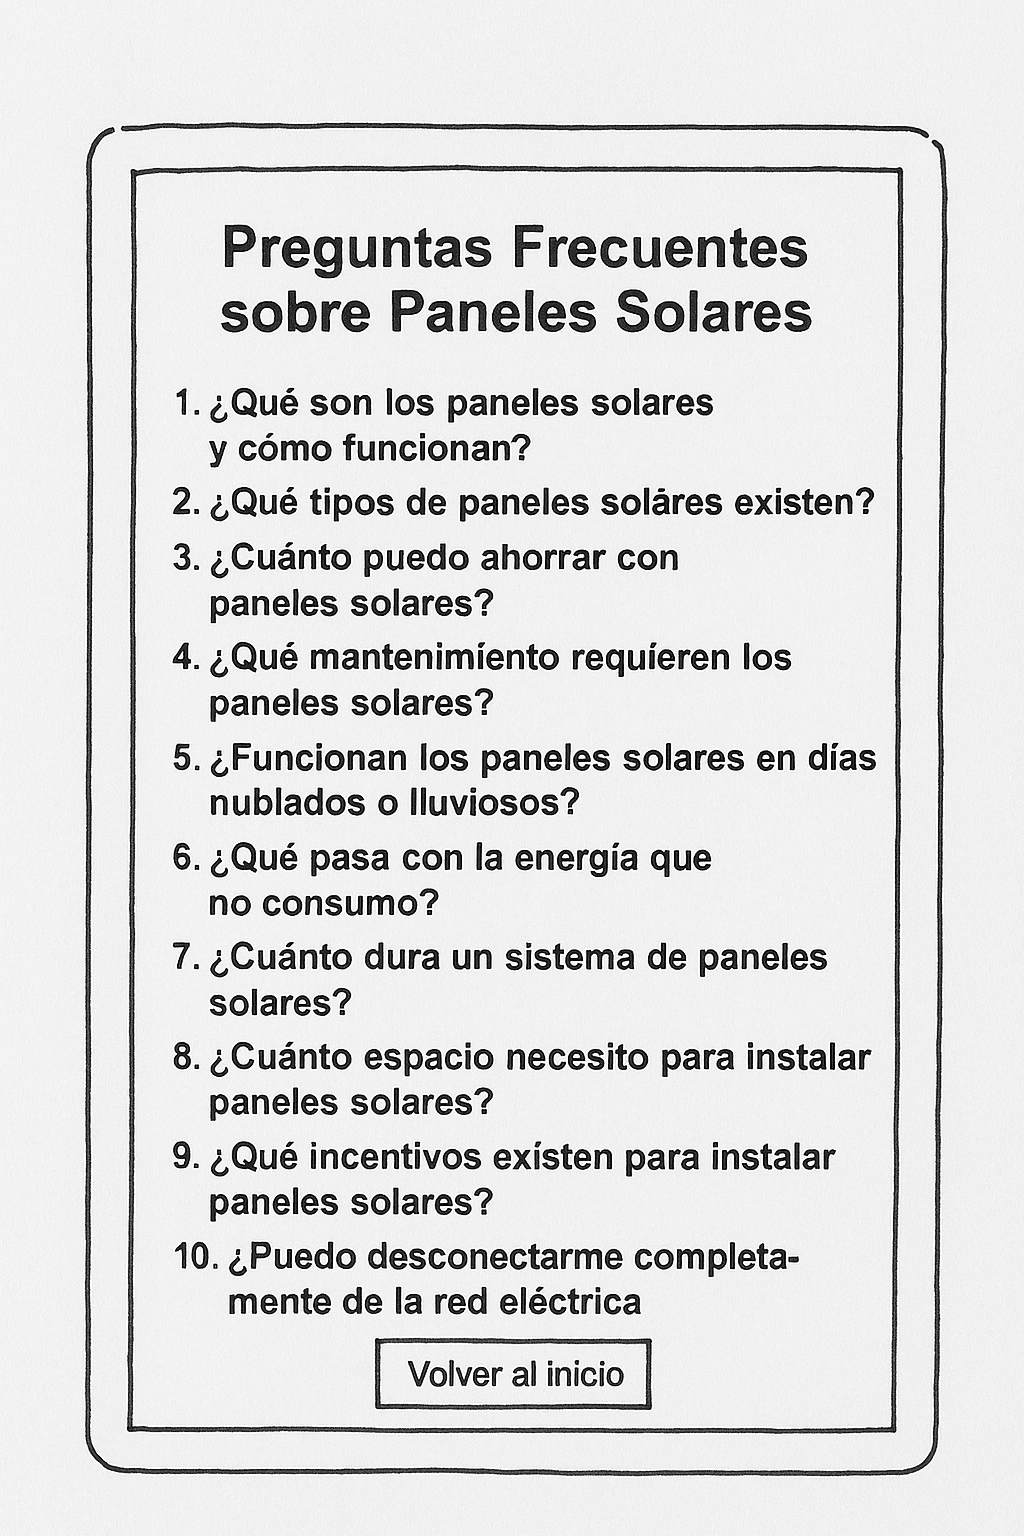 Preguntas Frecuentes
sobre Paneles Solares
1. ¿Qué son los paneles solares
y cómo funcionan?
2. ¿Qué tipos de paneles soláres existen?
3. ¿Cuánto puedo ahorrar con
paneles solares?
4. ¿Qué mantenimíento requíeren los
paneles solares?
5. ¿Funcionan los paneles solares en días
nublados o lluviosos?
6. ¿Qué pasa con la energía que
no consumo?
7. ¿Cuánto dura un sistema de paneles
solares?
8. ¿Cuánto espacio necesito para instalar
paneles solares?
9. ¿Qué incentivos exísten para instalar
paneles solares?
10. ¿Puedo desconectarme completa-
mente de la red eléctrica
Volver al inicio